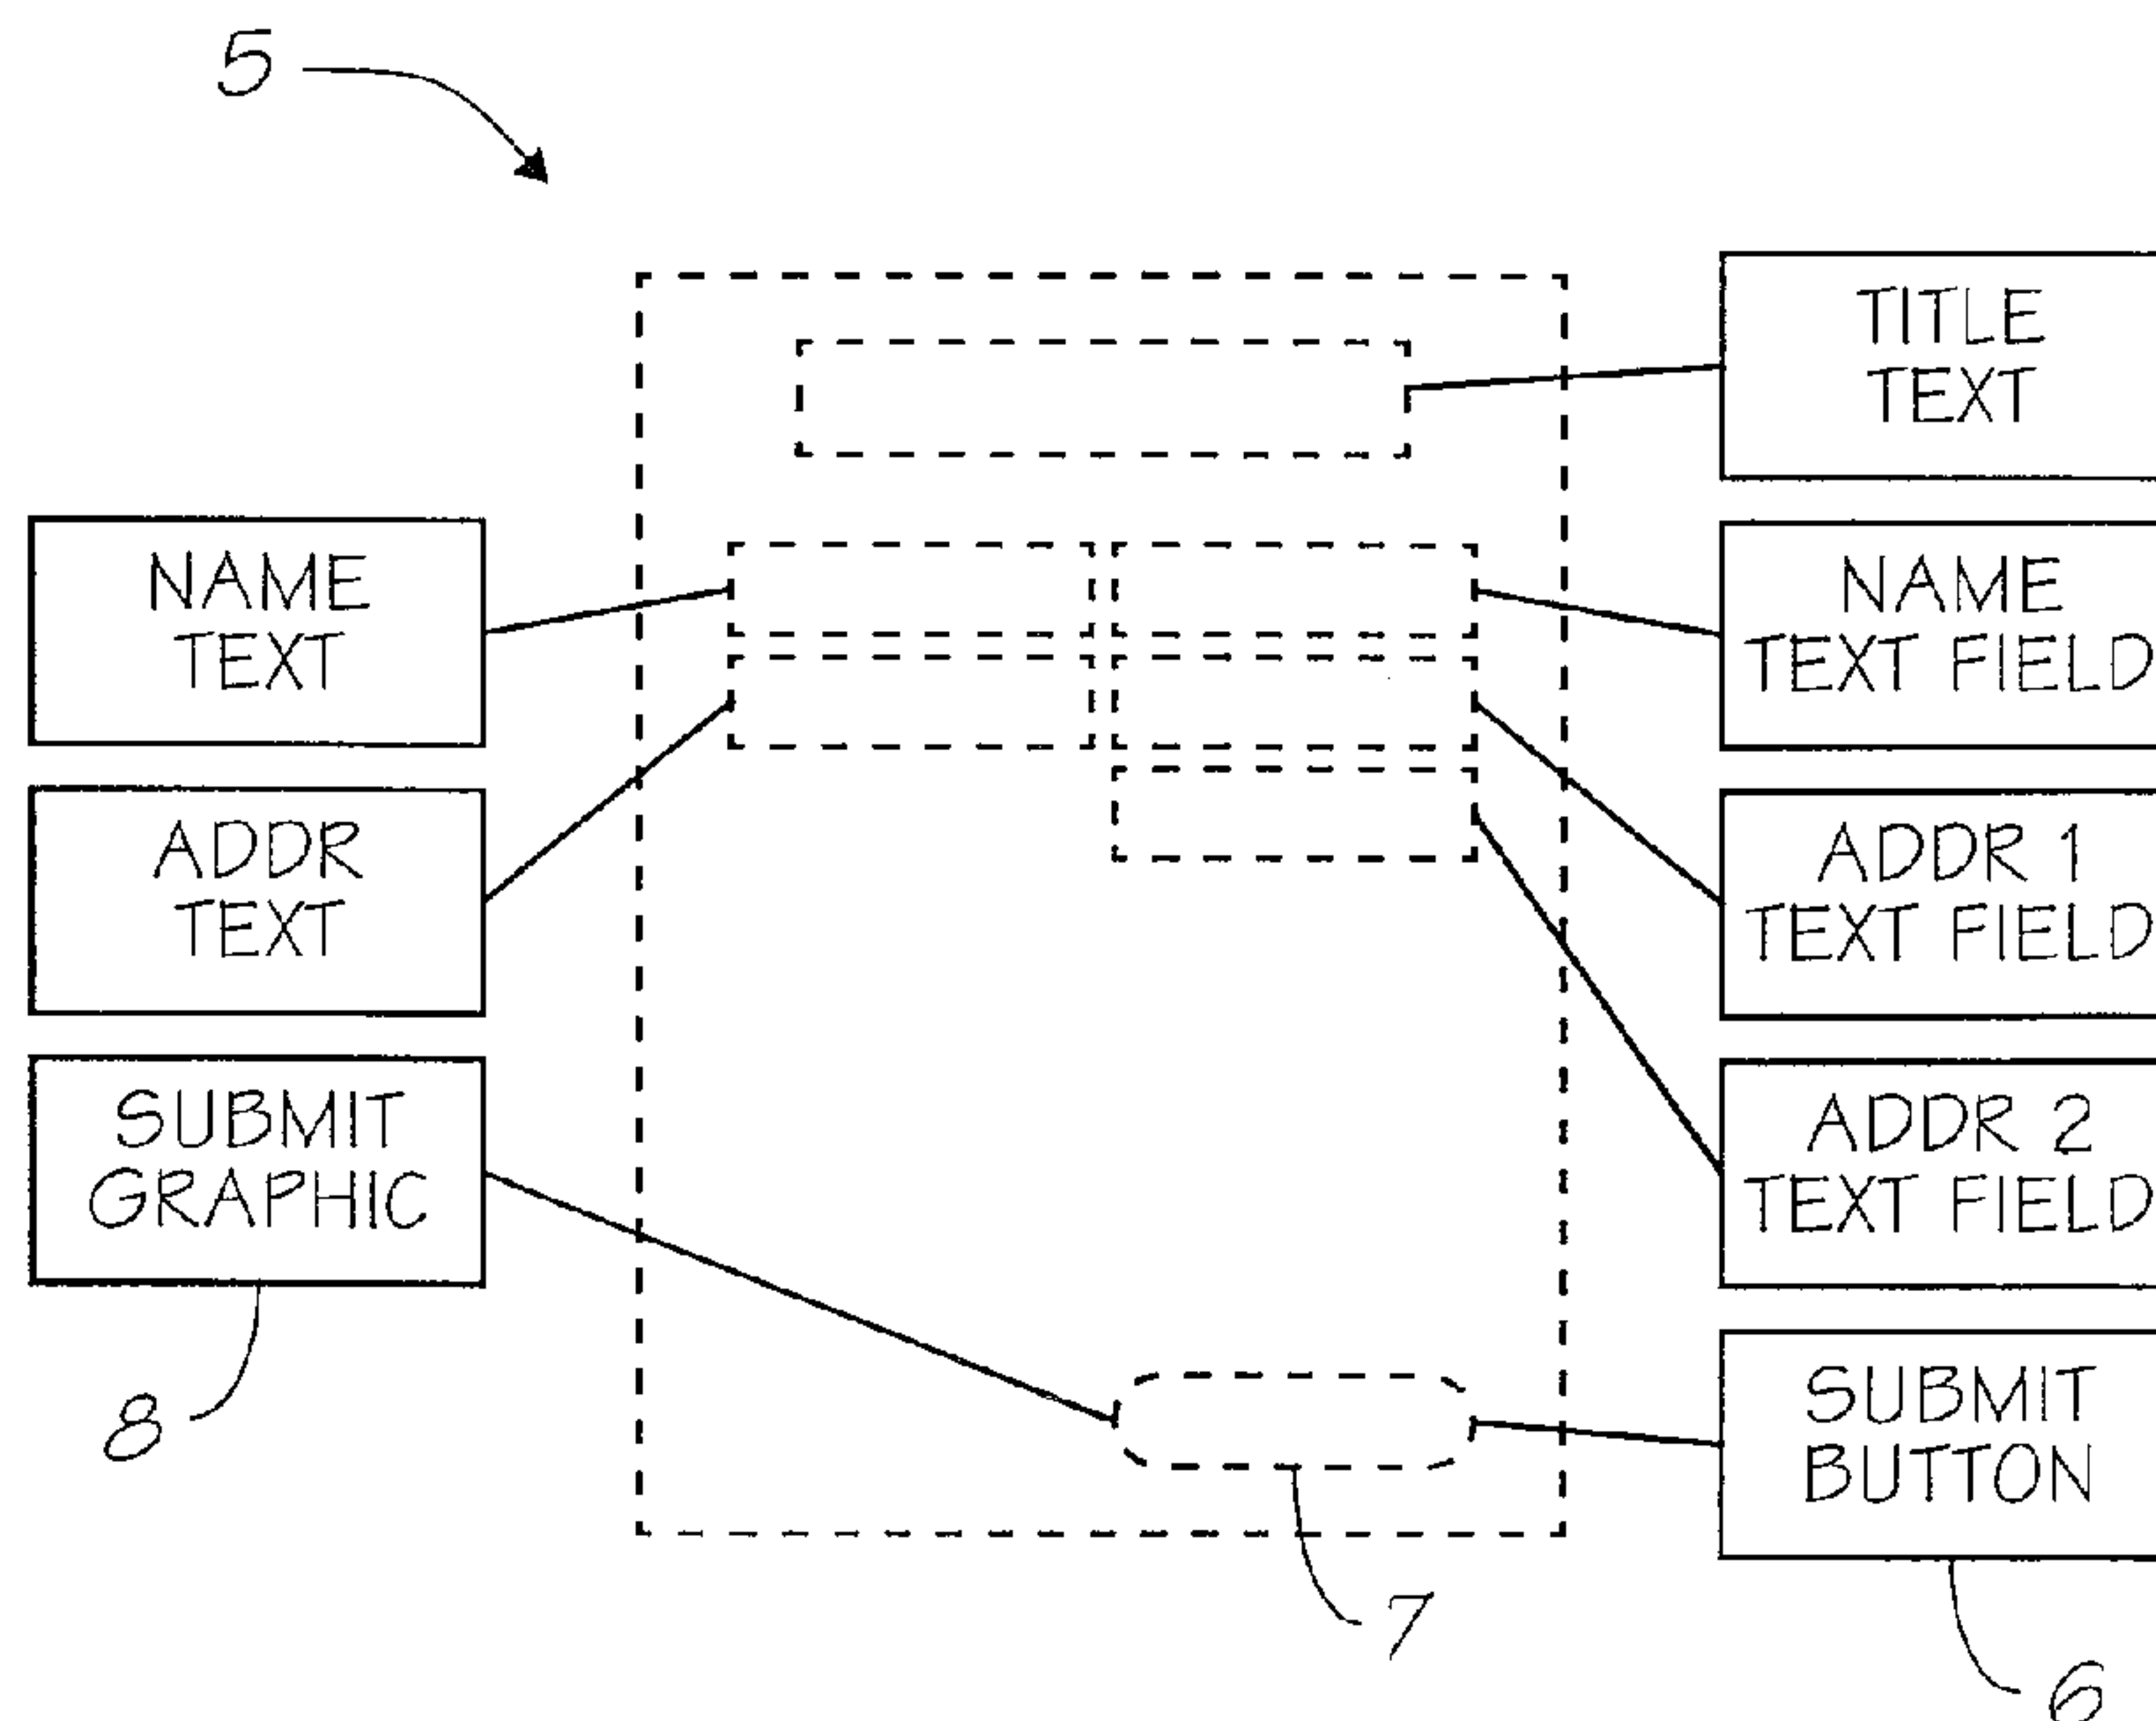 5
TITLE
TEXT
NAME
TEXT
NAME
TEXT FIELD
ADDR
TEXT
ADDR 1
TEXT FIELD
SUBMIT
GRAPHIC
ADDR 2
TEXT FIELD
8
SUBMIT
BUTTON
7
6